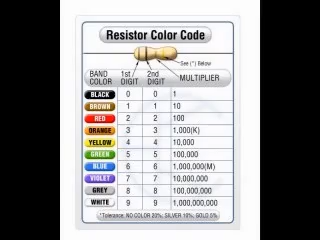 Resistor Color Code
See (*) Below
BAND COLOR 1st DIGIT 2nd DIGIT MULTIPLIER
BLACK 0 0 1
BROWN 1 1 10
RED 2 2 100
ORANGE 3 3 1,000(K)
YELLOW 4 4 10,000
GREEN 5 5 100,000
BLUE 6 6 1,000,000(M)
VIOLET 7 7 10,000,000
GREY 8 8 100,000,000
WHITE 9 9 1,000,000,000
*Tolerance: NO COLOR 20%; SILVER 10%; GOLD 5%